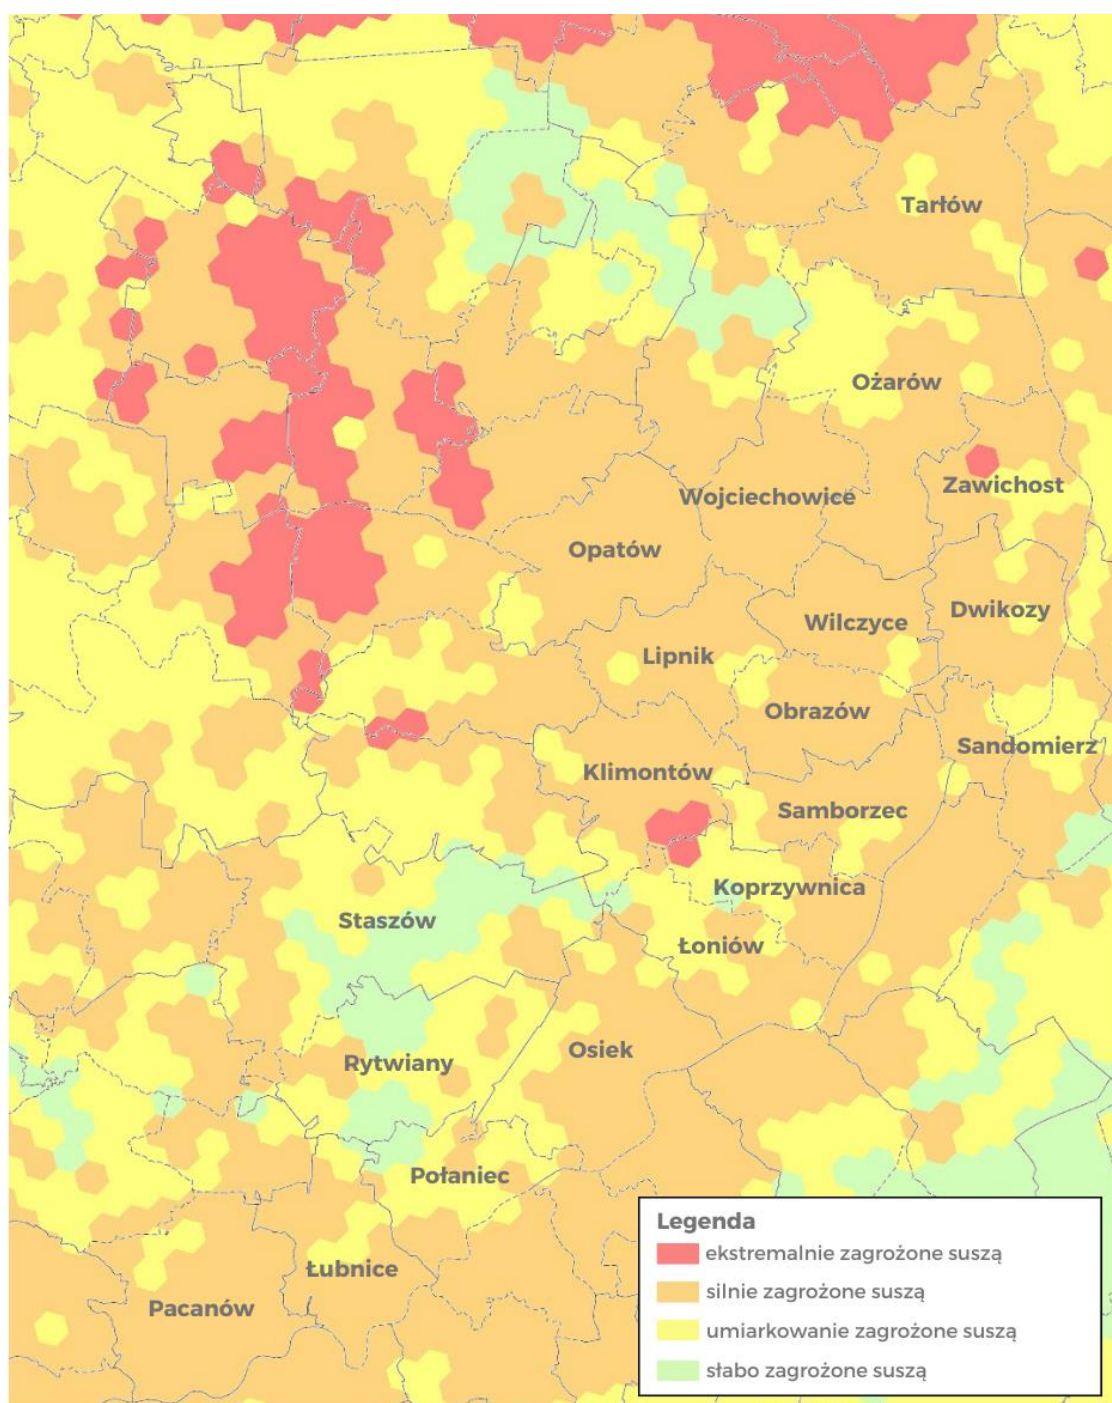 Tarłów
Ożarów
Zawichost
Wojciechowice
Opatów
Dwikozy
Wilczyce
Lipnik
Obrazów
Sandomierz
Klimontów
Samborzec
Koprzywnica
Staszów
Łoniów
Osiek
Rytwiany
Połaniec
Łubnice
Pacanów
Legenda
ekstremalnie zagrożone suszą
silnie zagrożone suszą
umiarkowanie zagrożone suszą
słabo zagrożone suszą